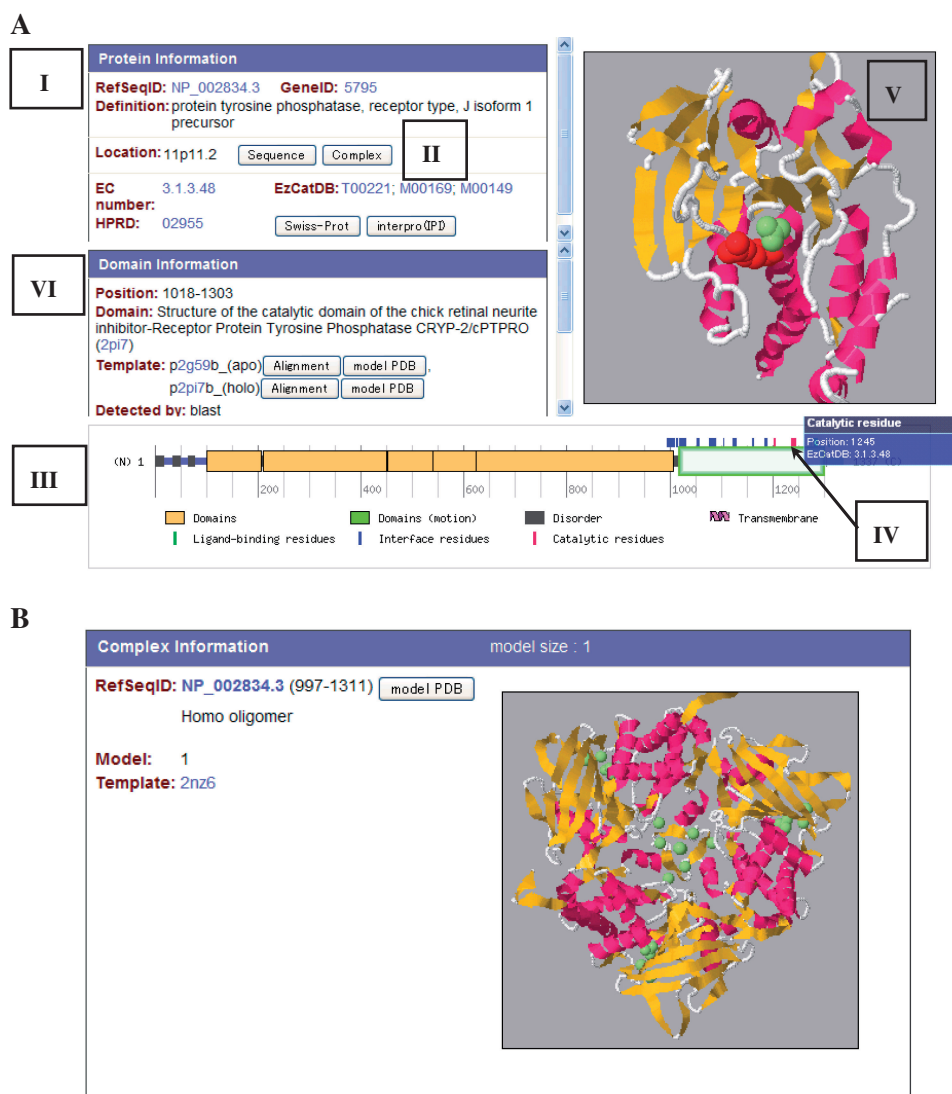 A
I
Protein Information
RefSeqID: NP_002834.3 GeneID: 5795
Definition: protein tyrosine phosphatase, receptor type, J isoform 1
precursor
Location: 11p11.2 Sequence Complex
II
EC number: 3.1.3.48 EzCatDB: T00221; M00169; M00149
HPRD: 02955 Swiss-Prot interpro(IPI)
V
VI
Domain Information
Position: 1018-1303
Domain: Structure of the catalytic domain of the chick retinal neurite
inhibitor-Receptor Protein Tyrosine Phosphatase CRYP-2/cPTPRO
(2pi7)
Template: p2g59b_(apo) Alignment model PDB ,
p2pi7b_(holo) Alignment model PDB
Detected by: blast
III
(N) 1
Catalytic residue
Position: 1245
EzCatDB: 3.1.3.48
200 400 600 800 1000 1200
IV
Domains Domains (motion) Disorder Transmembrane
Ligand-binding residues Interface residues Catalytic residues
B
Complex Information model size : 1
RefSeqID: NP_002834.3 (997-1311) model PDB
Homo oligomer
Model: 1
Template: 2nz6